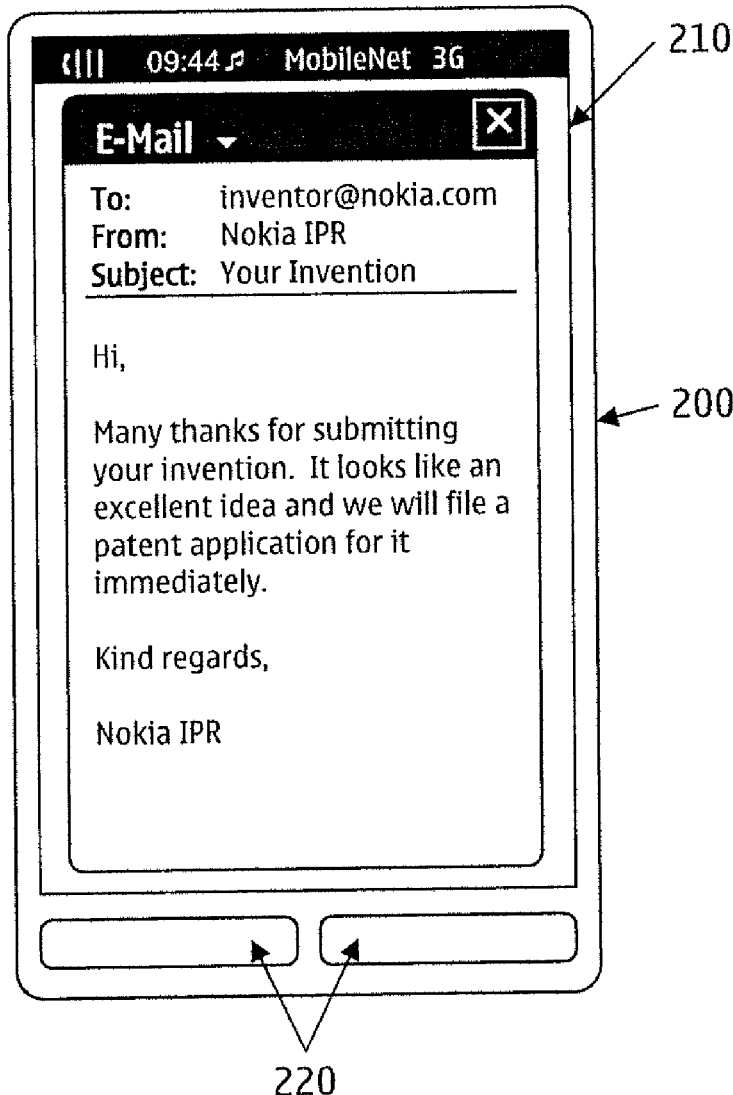 09:44 MobileNet 3G
210
E-Mail
To: inventor@nokia.com
From: Nokia IPR
Subject: Your Invention
Hi,
200
Many thanks for submitting
your invention. It looks like an
excellent idea and we will file a
patent application for it
immediately.
Kind regards,
Nokia IPR
220